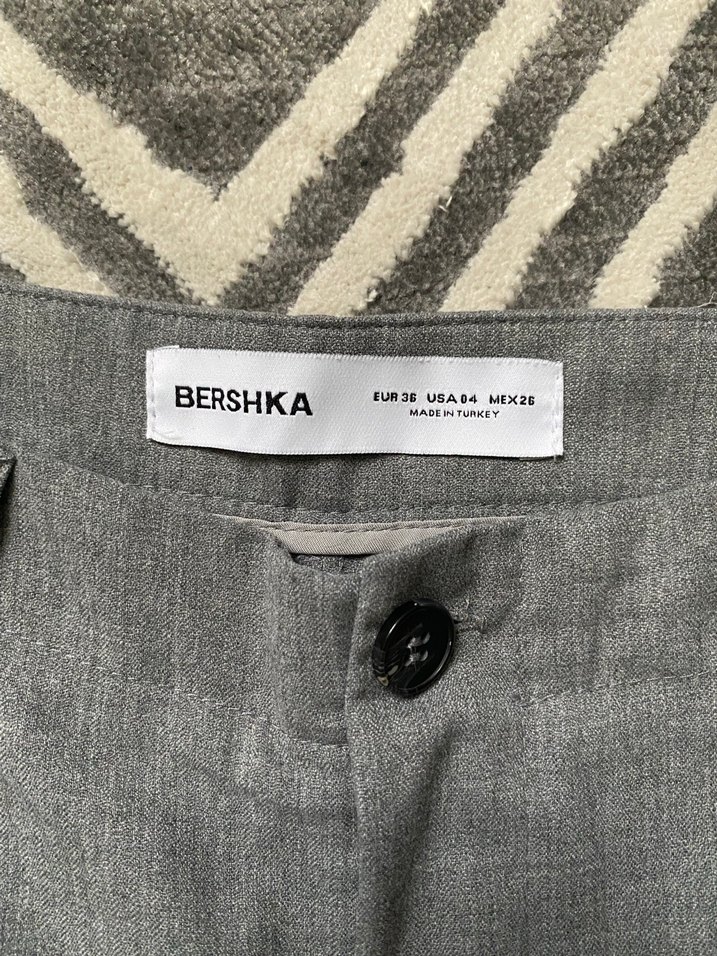 BERSHKA
EUR 36 USA 04 MEX 26
MADE IN TURKEY